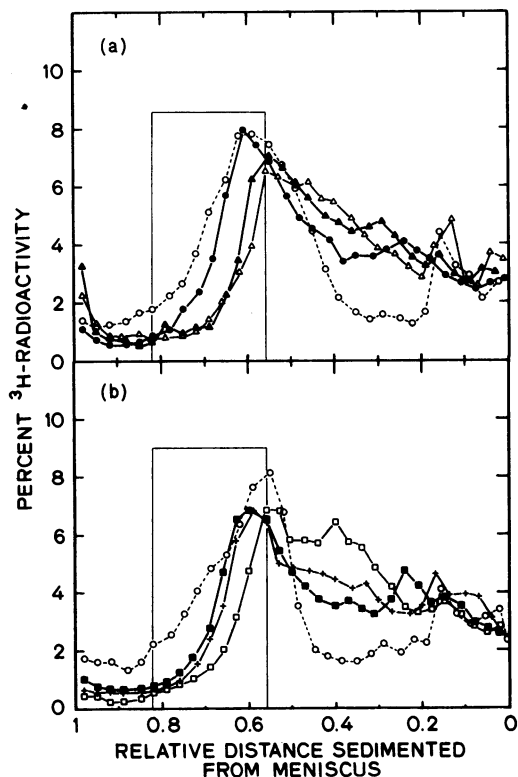 (a)
10
8
6
4
2
0
(b)
10
8
6
4
2
0
PERCENT ³H-RADIOACTIVITY
1 0.8 0.6 0.4 0.2 0
RELATIVE DISTANCE SEDIMENTED
FROM MENISCUS